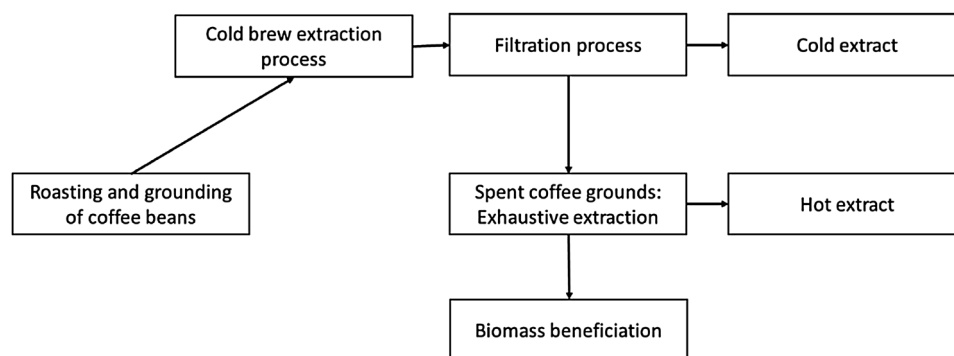 Cold brew extraction
process
Filtration process
Cold extract
Roasting and grounding
of coffee beans
Spent coffee grounds:
Exhaustive extraction
Hot extract
Biomass beneficiation